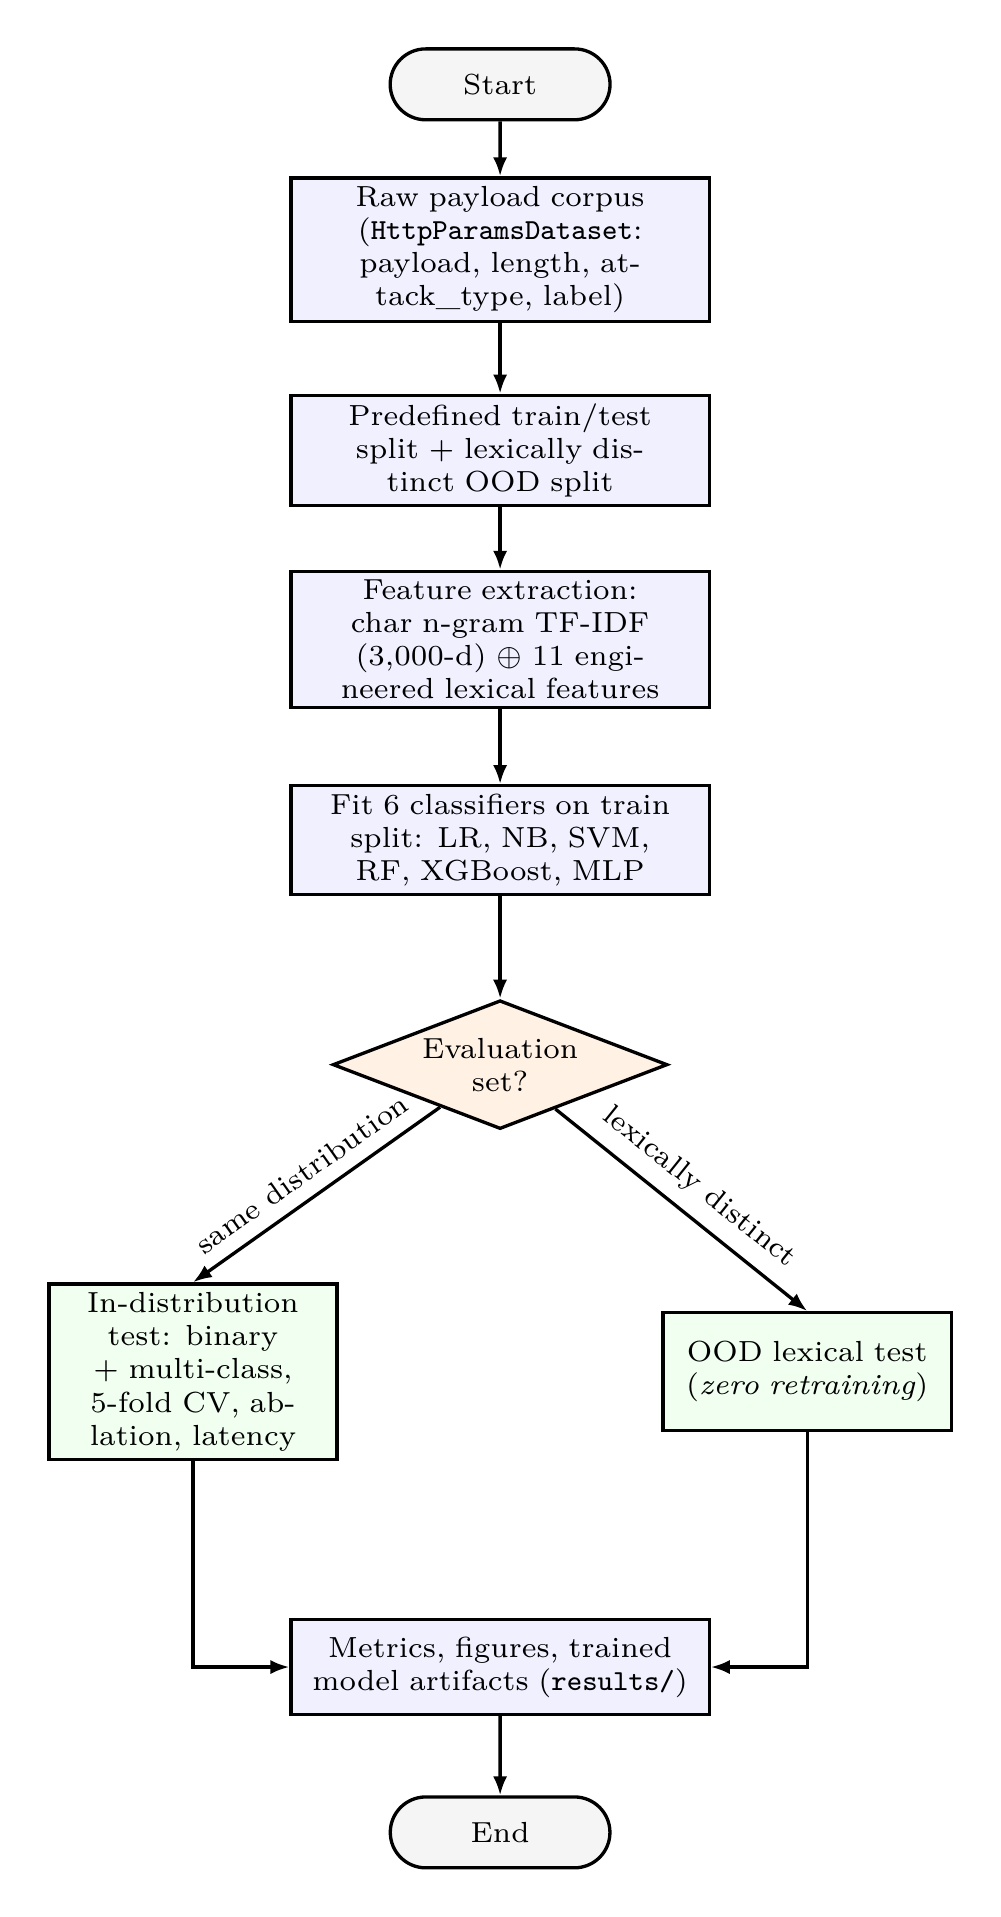 Start
Raw payload corpus
(HttpParamsDataset:
payload, length, at-
tack_type, label)
Predefined train/test
split + lexically dis-
tinct OOD split
Feature extraction:
char n-gram TF-IDF
(3,000-d) ⊕ 11 engi-
neered lexical features
Fit 6 classifiers on train
split: LR, NB, SVM,
RF, XGBoost, MLP
Evaluation
set?
same distribution
lexically distinct
In-distribution
test: binary
+ multi-class,
5-fold CV, ab-
lation, latency
OOD lexical test
(zero retraining)
Metrics, figures, trained
model artifacts (results/)
End